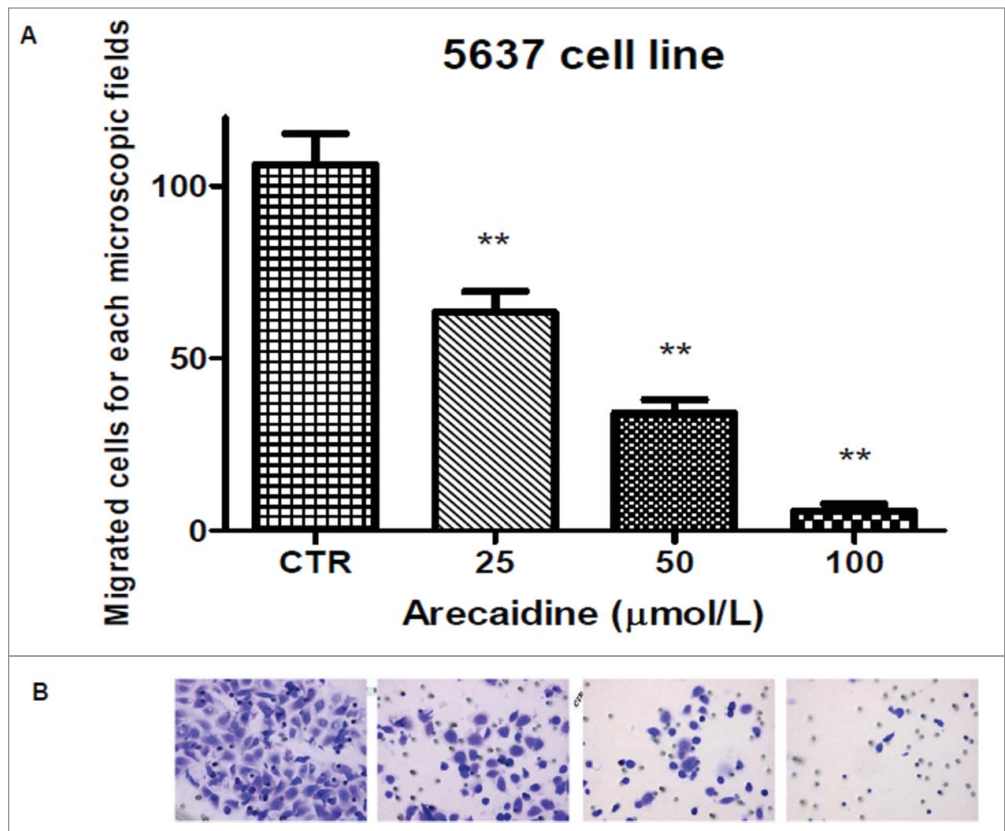 A
5637 cell line
Migrated cells for each microscopic fields
100
50
0
**
**
**
CTR 25 50 100
Arecaidine (μmol/L)
B